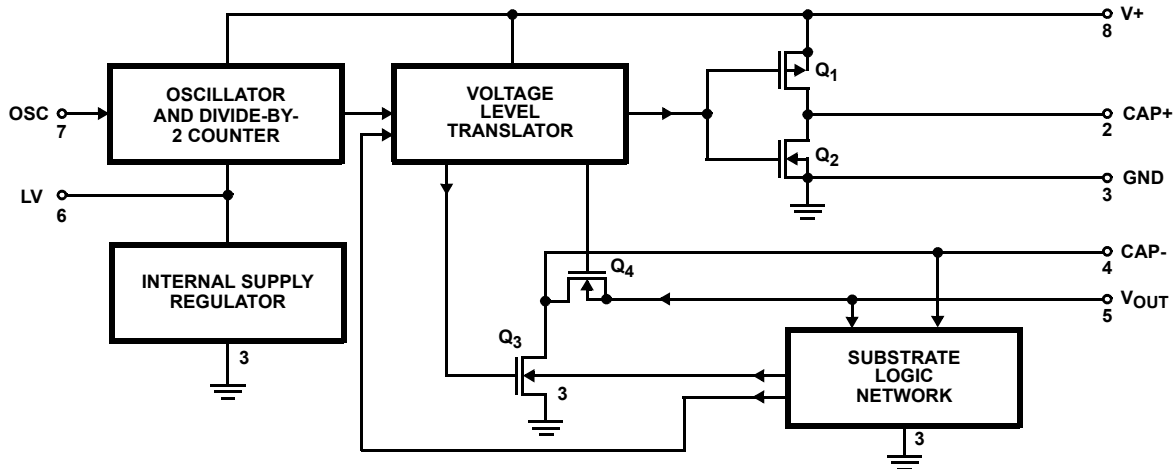 V+
8
OSCILLATOR
AND DIVIDE-BY-
2 COUNTER
VOLTAGE
LEVEL
TRANSLATOR
Q1
OSC
7
CAP+
2
Q2
LV
6
GND
3
INTERNAL SUPPLY
REGULATOR
CAP-
4
Q4
VOUT
5
3
Q3
3
SUBSTRATE
LOGIC
NETWORK
3